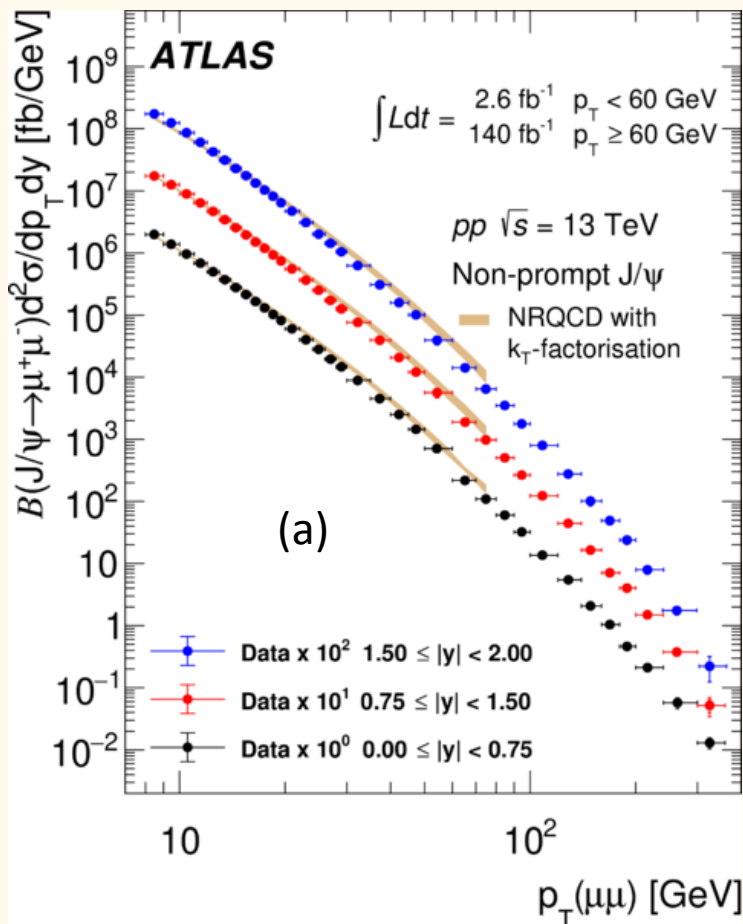 ATLAS
∫Ldt = 2.6 fb⁻¹ p_T < 60 GeV
140 fb⁻¹ p_T ≥ 60 GeV
pp √s = 13 TeV
Non-prompt J/ψ
NRQCD with
k_T-factorisation
B(J/ψ→μ⁺μ⁻)d²σ/dp_Tdy [fb/GeV]
10⁹
10⁸
10⁷
10⁶
10⁵
10⁴
10³
10²
10
1
10⁻¹
10⁻²
(a)
Data x 10² 1.50 ≤ |y| < 2.00
Data x 10¹ 0.75 ≤ |y| < 1.50
Data x 10⁰ 0.00 ≤ |y| < 0.75
10 10²
p_T(μμ) [GeV]